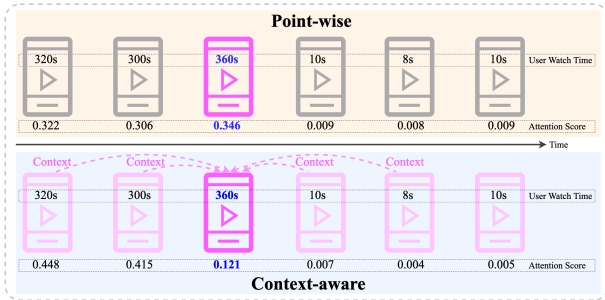 Point-wise
320s 300s 360s 10s 8s 10s User Watch Time
0.322 0.306 0.346 0.009 0.008 0.009 Attention Score
Time
Context Context Context Context
320s 300s 360s 10s 8s 10s User Watch Time
0.448 0.415 0.121 0.007 0.004 0.005 Attention Score
Context-aware